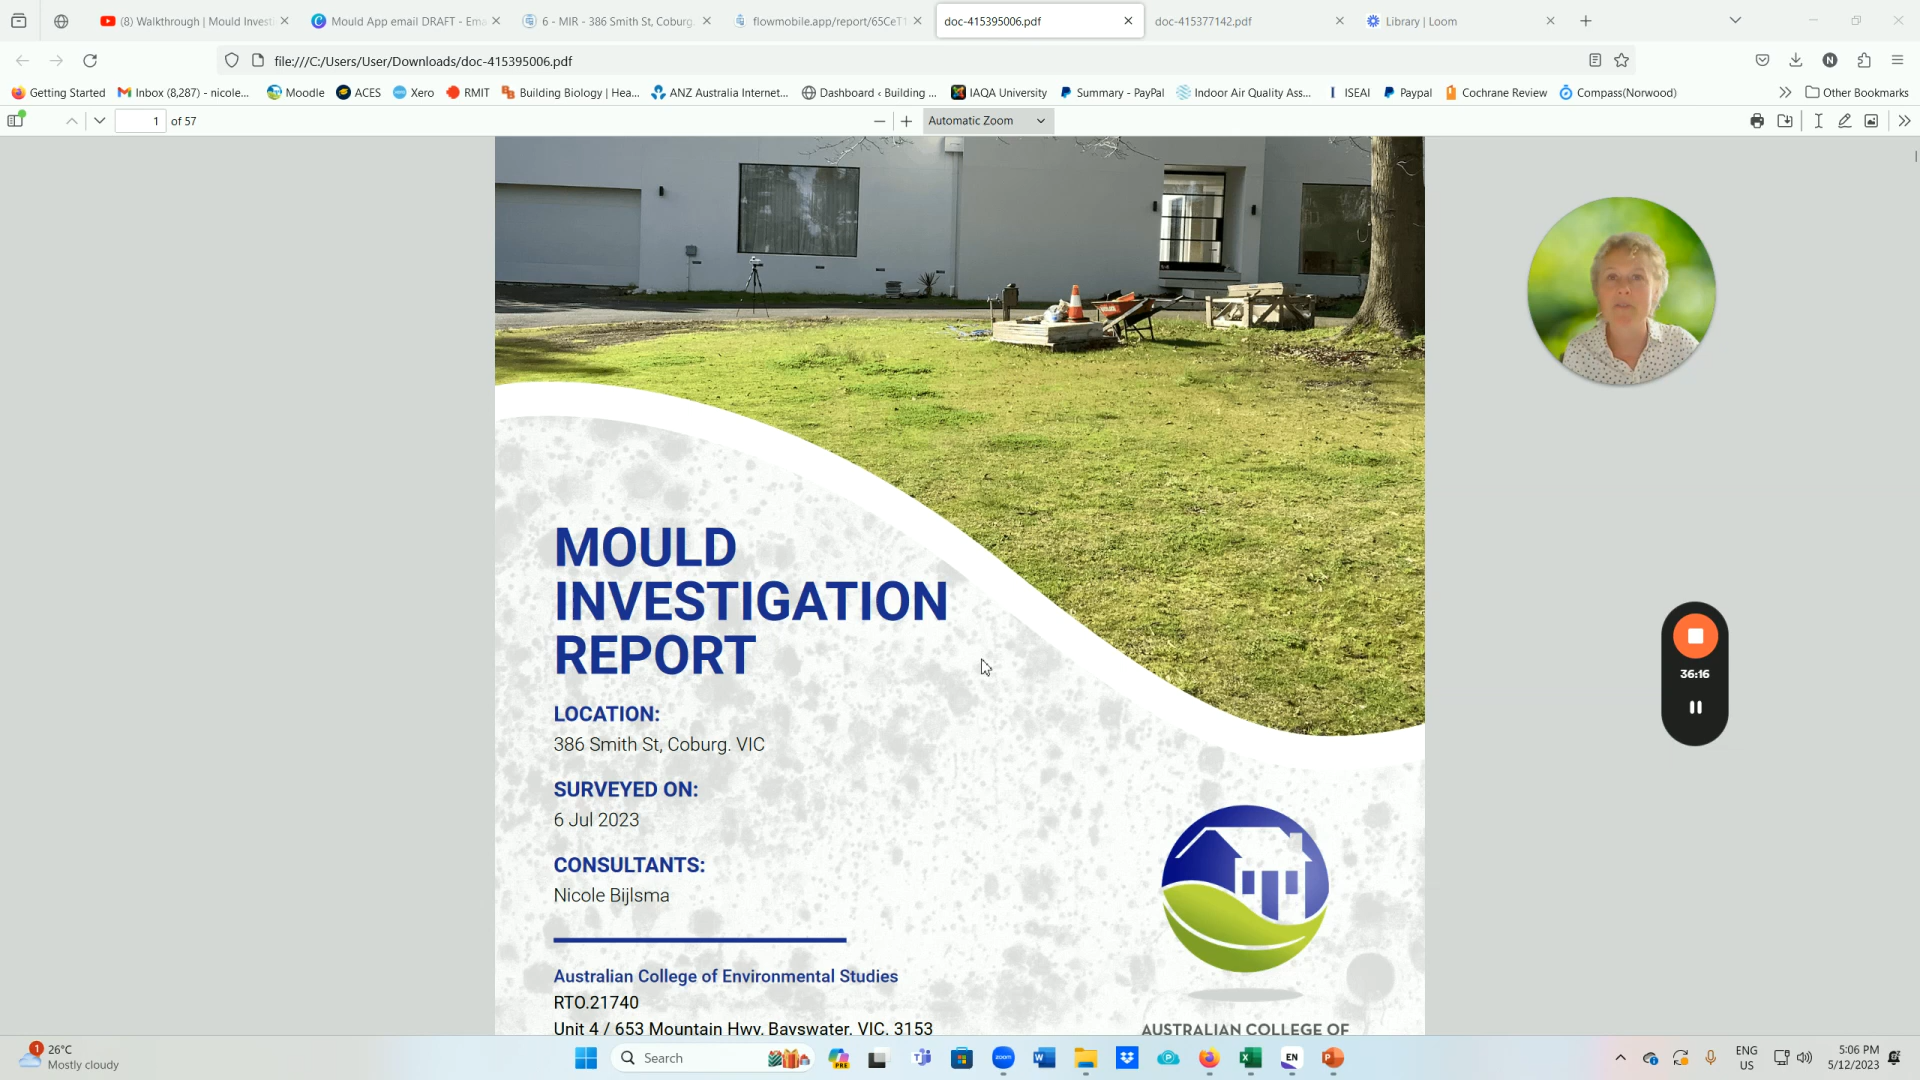 (8) Walkthrough | Mould Investi
Mould App email DRAFT - Ema
6 - MIR - 386 Smith St, Coburg,
flowmobile.app/report/65CeT1
doc-415395006.pdf
doc-415377142.pdf
Library | Loom
file:///C:/Users/User/Downloads/doc-415395006.pdf
N
Getting Started
Inbox (8,287) - nicole...
Moodle
ACES
Xero
RMIT
Building Biology | Hea...
ANZ Australia Internet...
Dashboard ‹ Building ...
IAQA University
Summary - PayPal
Indoor Air Quality Ass...
ISEAI
Paypal
Cochrane Review
Compass(Norwood)
Other Bookmarks
1 of 57
Automatic Zoom
MOULD
INVESTIGATION
REPORT
LOCATION:
386 Smith St, Coburg. VIC
SURVEYED ON:
6 Jul 2023
CONSULTANTS:
Nicole Bijlsma
Australian College of Environmental Studies
RTO.21740
Unit 4 / 653 Mountain Hwy, Bayswater, VIC, 3153
AUSTRALIAN COLLEGE OF
36:16
1
26°C
Mostly cloudy
Search
PRE
zoom
EN
ENG
US
5:06 PM
5/12/2023